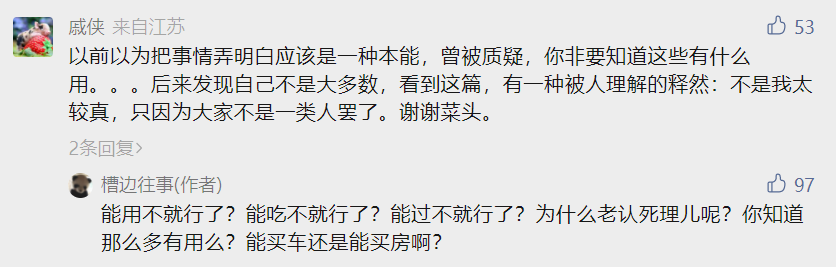 戚侠 来自江苏 53
以前以为把事情弄明白应该是一种本能，曾被质疑，你非要知道这些有什么
用。。。后来发现自己不是大多数，看到这篇，有一种被人理解的释然：不是我太
较真，只因为大家不是一类人罢了。谢谢菜头。
2条回复>
槽边往事(作者) 97
能用不就行了？能吃不就行了？能过不就行了？为什么老认死理儿呢？你知道
那么多有用么？能买车还是能买房啊？